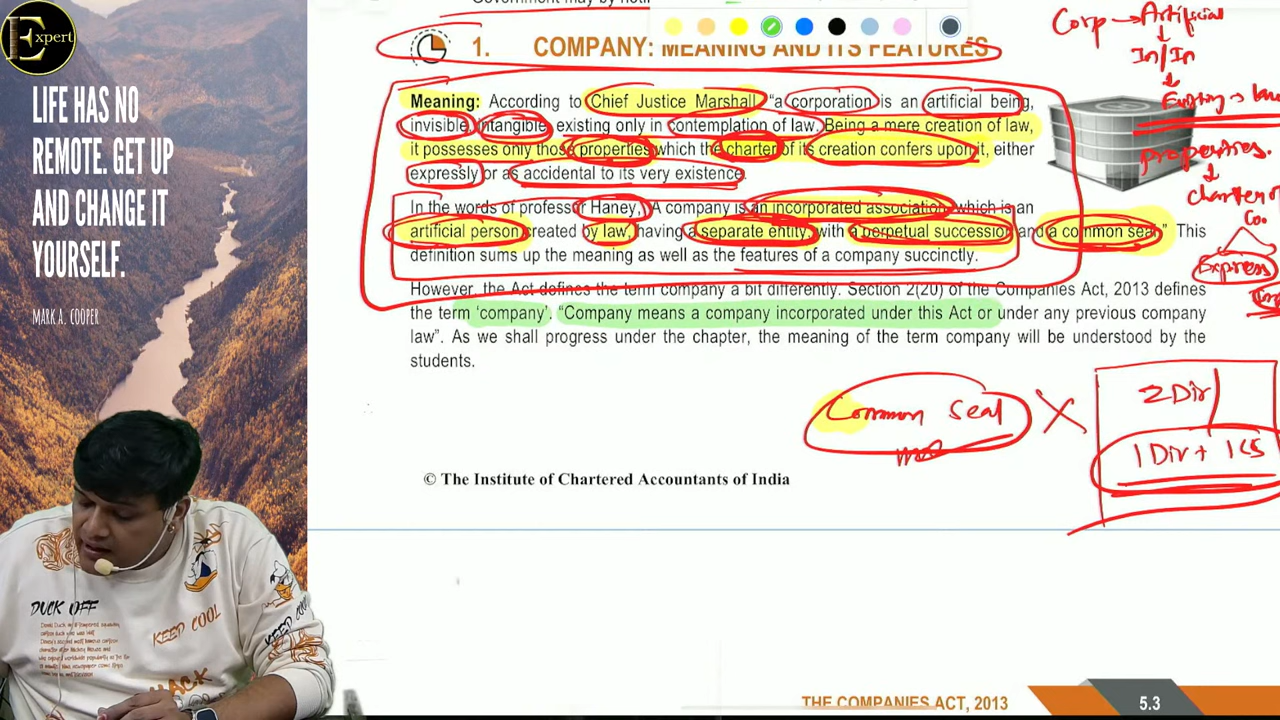 Government may be
Expert
LIFE HAS NO
REMOTE. GET UP
AND CHANGE IT
YOURSELF.
MARK A. COOPER
1. COMPANY: MEANING AND ITS FEATURES
Meaning: According to Chief Justice Marshall, "a corporation is an artificial being,
invisible, intangible, existing only in contemplation of law. Being a mere creation of law,
it possesses only those properties which the charter of its creation confers upon it, either
expressly or as accidental to its very existence.
In the words of professor Haney, "A company is an incorporated association which is an
artificial person created by law, having a separate entity, with a perpetual succession and a common seal." This
definition sums up the meaning as well as the features of a company succinctly.
However, the Act defines the term company a bit differently. Section 2(20) of the Companies Act, 2013 defines
the term 'company'. "Company means a company incorporated under this Act or under any previous company
law". As we shall progress under the chapter, the meaning of the term company will be understood by the
students.
© The Institute of Chartered Accountants of India
THE COMPANIES ACT, 2013
5.3
Corp → Artificial
In/In
Existing →
properties.
Charter of
Co.
Express
Common Seal
2 Dir
1 Dir + 1 CS
DUCK OFF
KEEP COOL